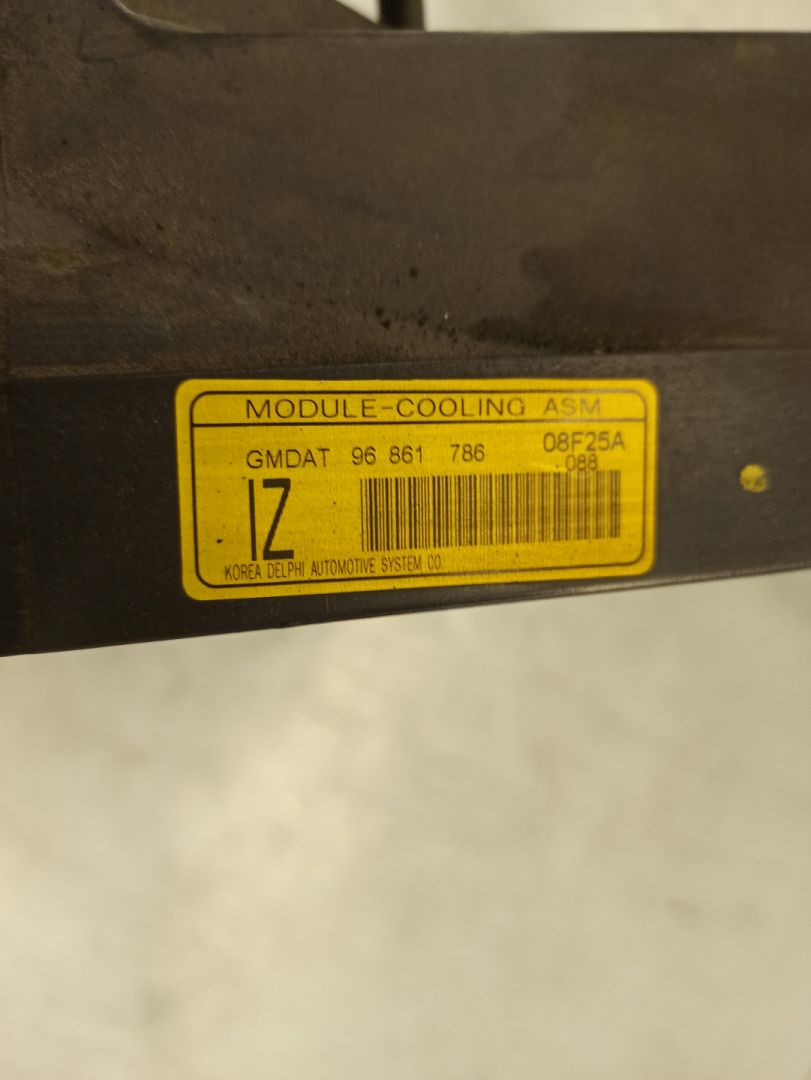 MODULE-COOLING ASM
GMDAT 96 861 786 08F25A
088
IZ
KOREA DELPHI AUTOMOTIVE SYSTEM CO.